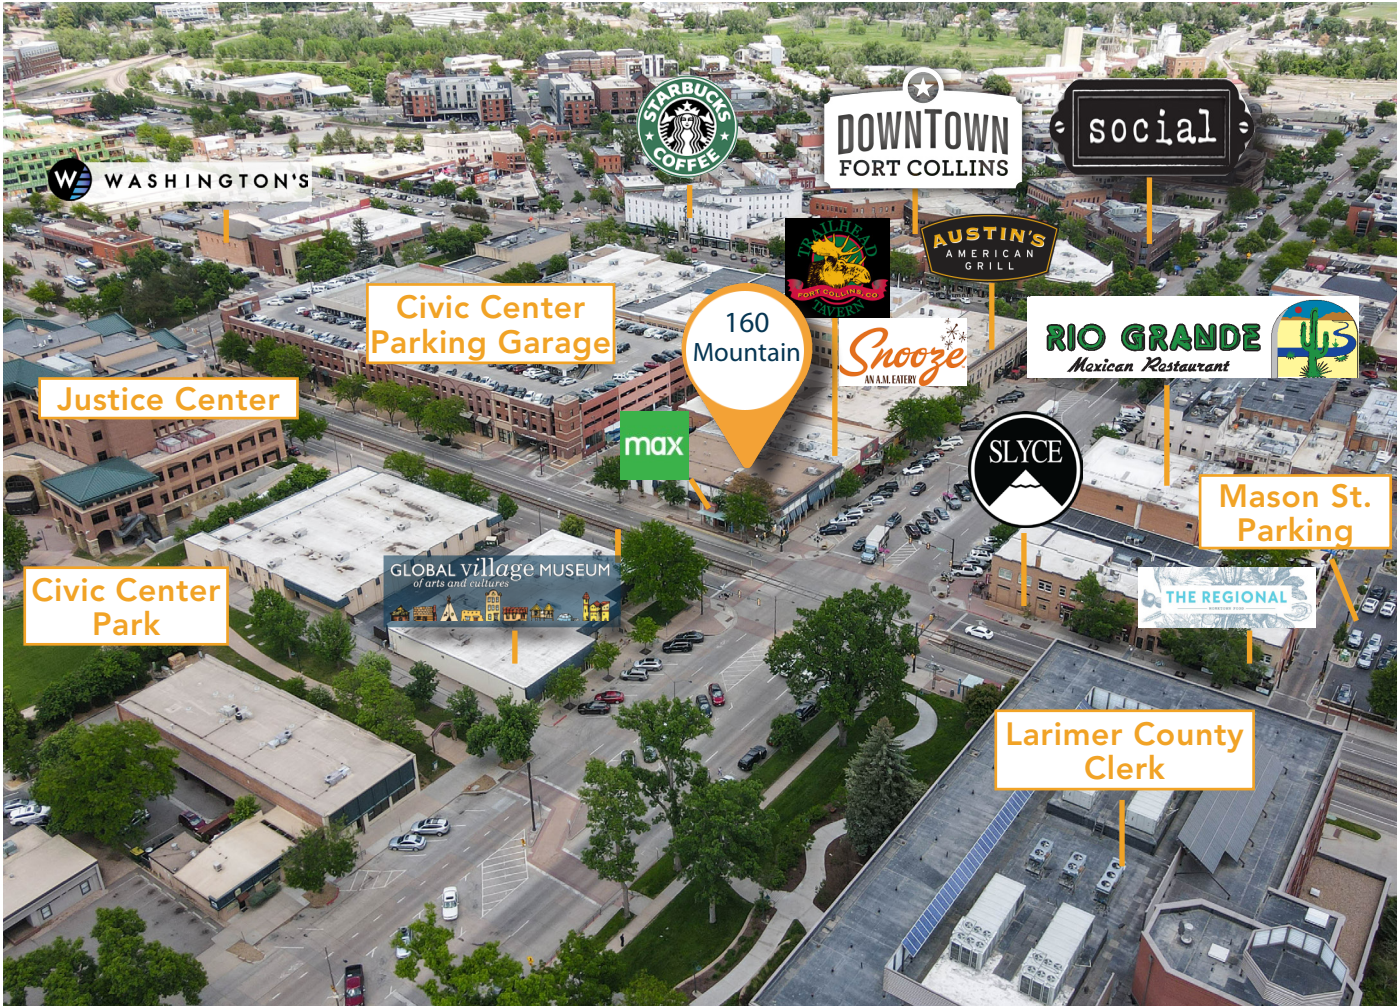 STARBUCKS
COFFEE
DOWNTOWN
FORT COLLINS
social
W WASHINGTON'S
TRAILHEAD
FORT COLLINS, CO.
TAVERN
AUSTIN'S
AMERICAN
GRILL
Civic Center
Parking Garage
160
Mountain
Snooze
AN A.M. EATERY
RIO GRANDE
Mexican Restaurant
Justice Center
max
SLYCE
Mason St.
Parking
GLOBAL village MUSEUM
of arts and cultures
Civic Center
Park
THE REGIONAL
Larimer County
Clerk